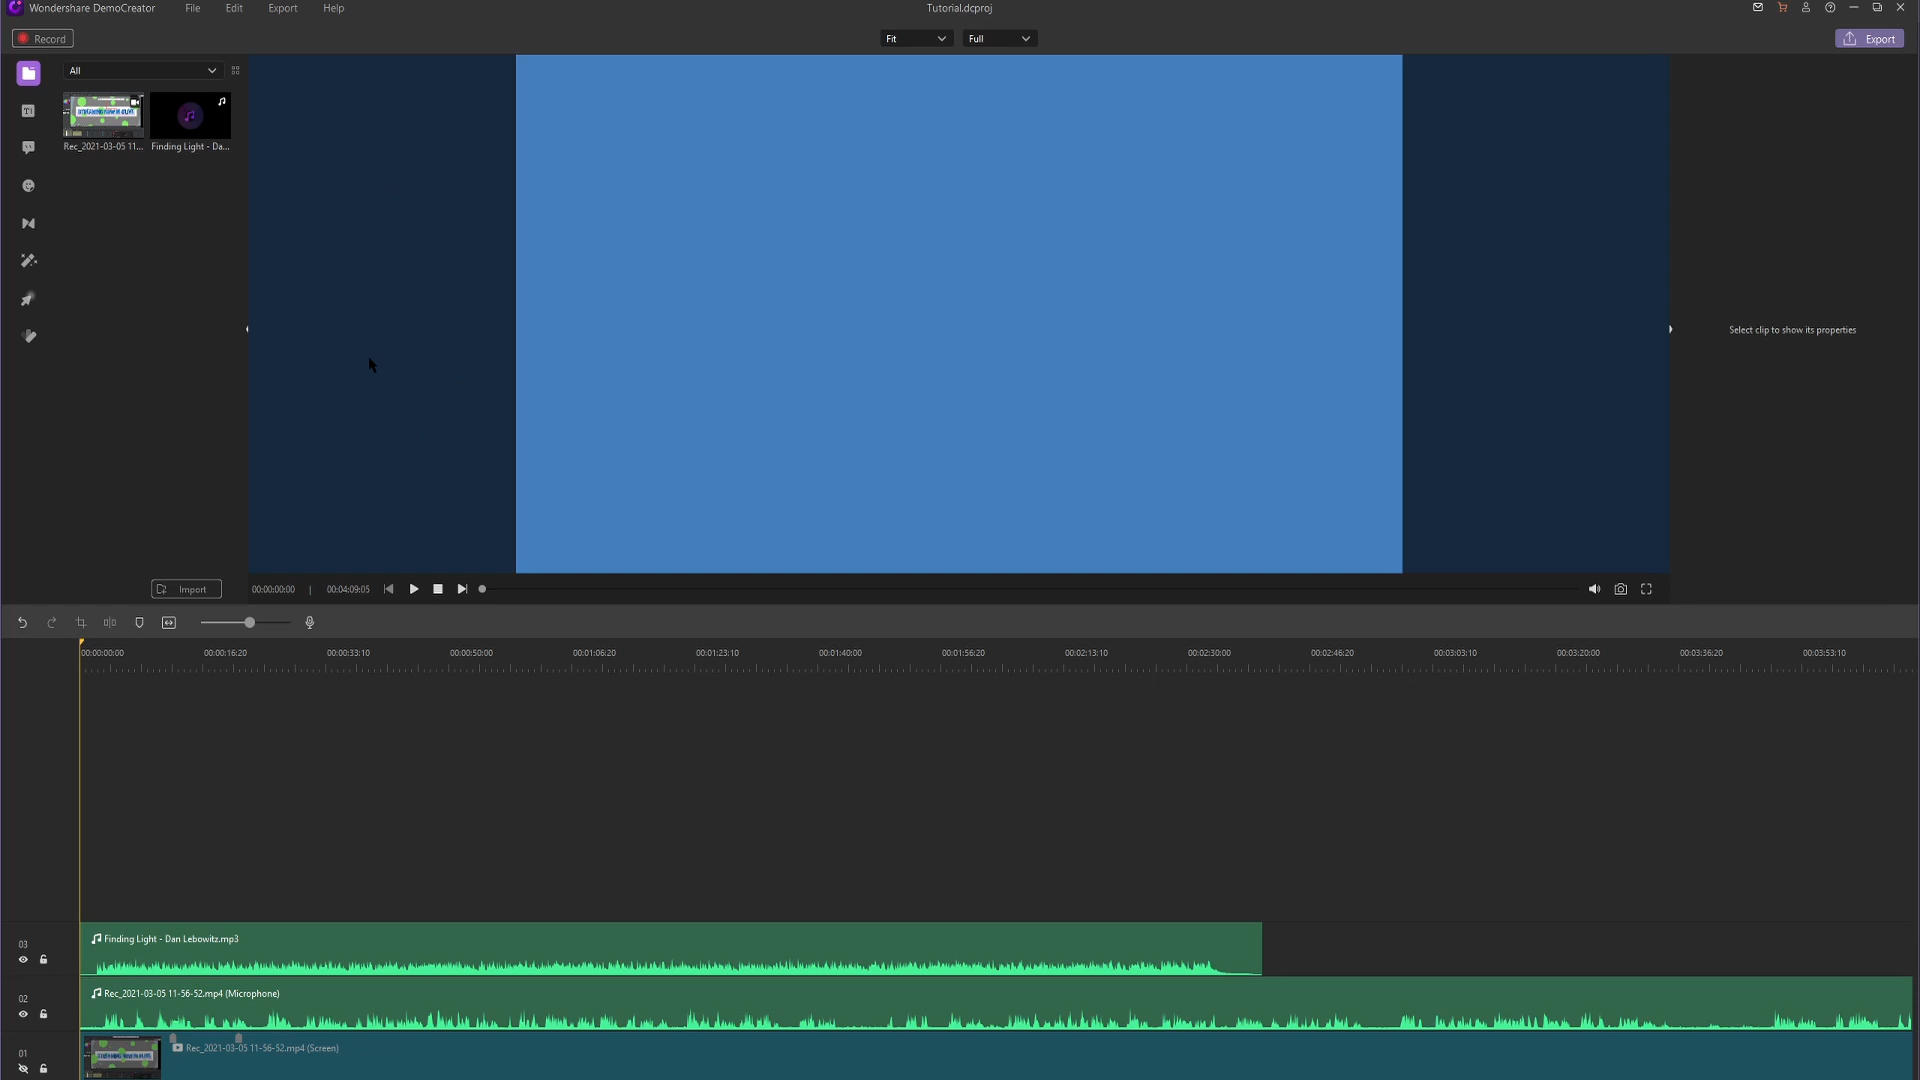 Wondershare DemoCreator File Edit Export Help Tutorial.dcproj
Record Fit Full Export
All
Rec_2021-03-05 11... Finding Light - Da...
Select clip to show its properties
Import 00:00:00:00 | 00:04:09:05
00:00:00:00 00:00:16:20 00:00:33:10 00:00:50:00 00:01:06:20 00:01:23:10 00:01:40:00 00:01:56:20 00:02:13:10 00:02:30:00 00:02:46:20 00:03:03:10 00:03:20:00 00:03:36:20 00:03:53:10
03 Finding Light - Dan Lebowitz.mp3
02 Rec_2021-03-05 11-56-52.mp4 (Microphone)
01 Rec_2021-03-05 11-56-52.mp4 (Screen)